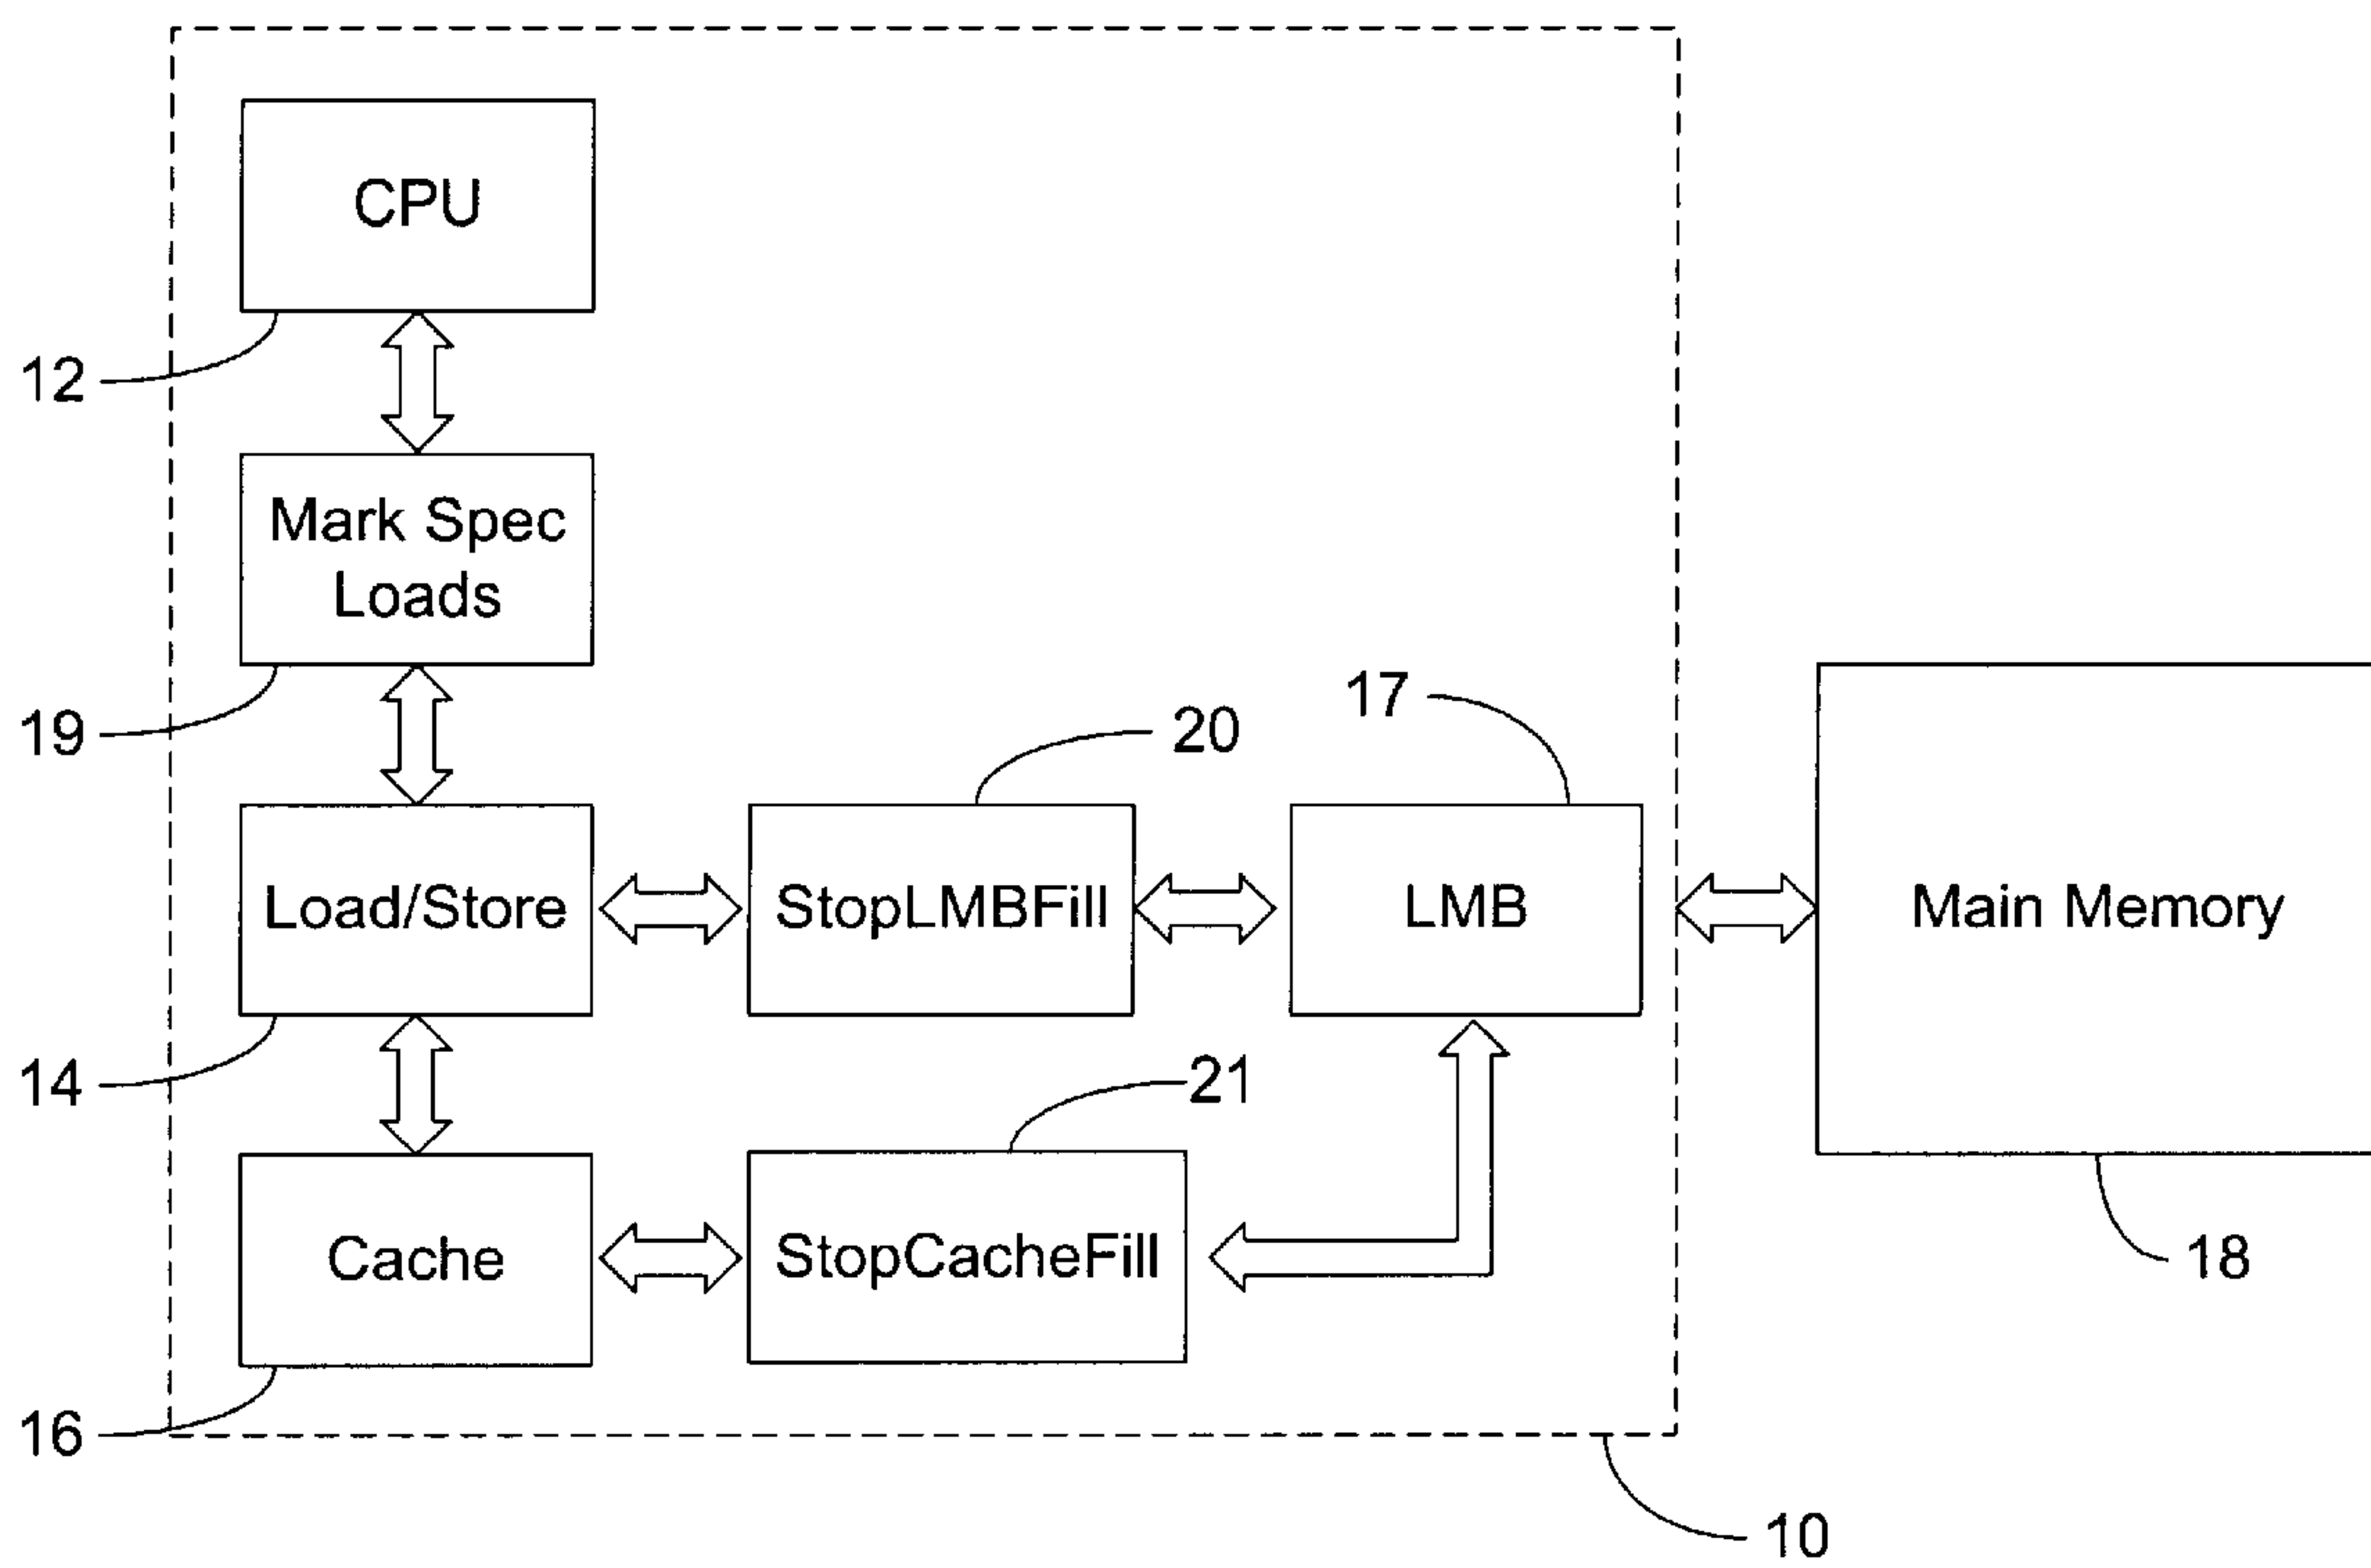 CPU
12
Mark Spec
Loads
19
17
20
Load/Store
StopLMBFill
LMB
Main Memory
14
21
Cache
StopCacheFill
18
16
10